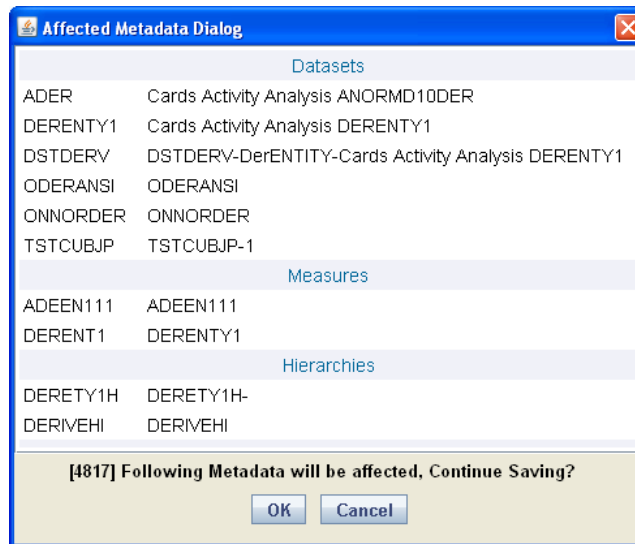 Affected Metadata Dialog
Datasets
ADER Cards Activity Analysis ANORMD10DER
DERENTY1 Cards Activity Analysis DERENTY1
DSTDERV DSTDERV-DerENTITY-Cards Activity Analysis DERENTY1
ODERANSI ODERANSI
ONNORDER ONNORDER
TSTCUBJP TSTCUBJP-1
Measures
ADEEN111 ADEEN111
DERENT1 DERENTY1
Hierarchies
DERETY1H DERETY1H-
DERIVEHI DERIVEHI
[4817] Following Metadata will be affected, Continue Saving?
OK Cancel